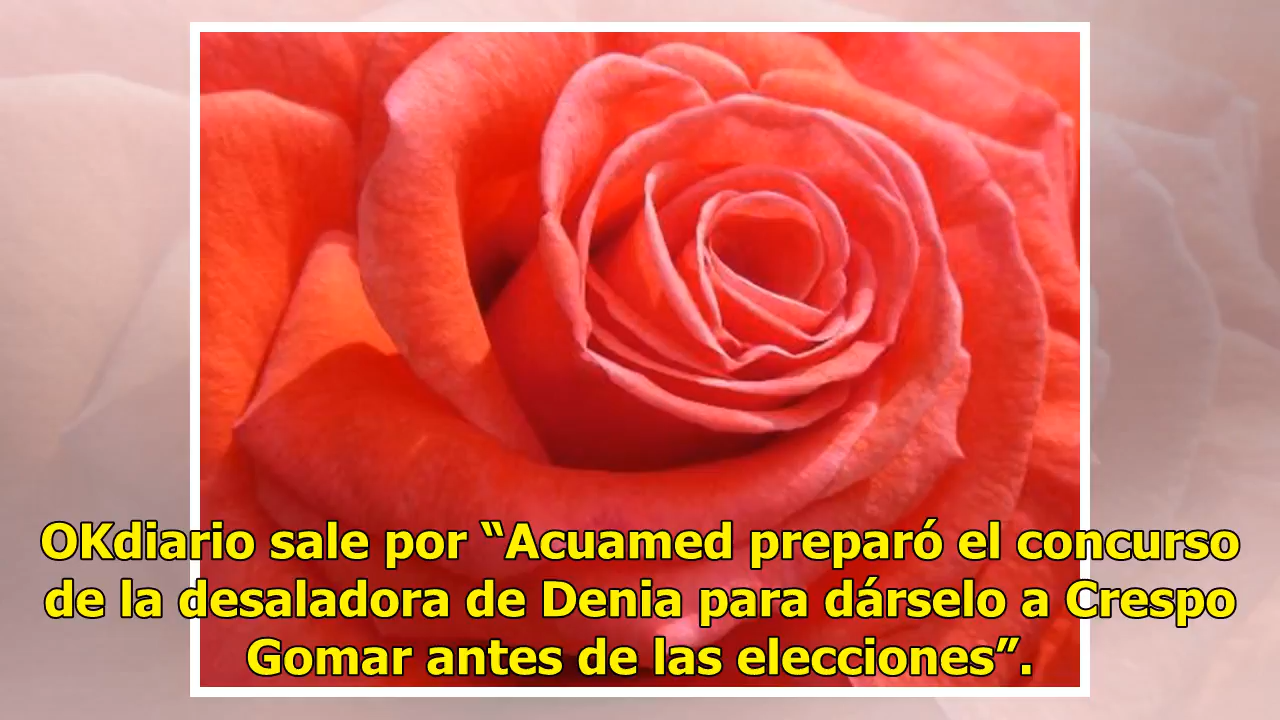 OKdiario sale por “Acuamed preparó el concurso
de la desaladora de Denia para dárselo a Crespo
Gomar antes de las elecciones”.